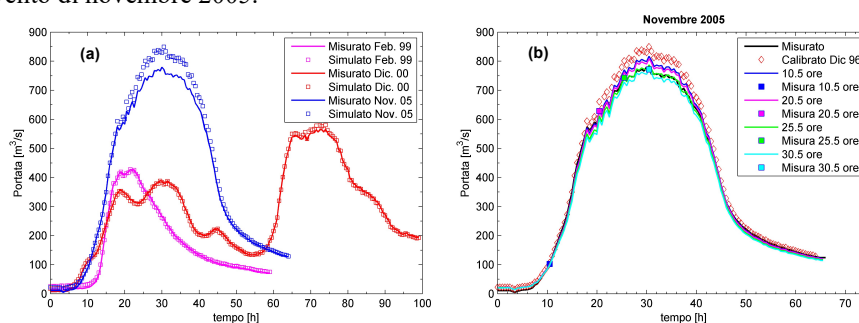 ento di novembre 2005.
(a)
Misurato Feb. 99
Simulato Feb. 99
Misurato Dic. 00
Simulato Dic. 00
Misurato Nov. 05
Simulato Nov. 05
Portata [m³/s]
900
800
700
600
500
400
300
200
100
0
0 10 20 30 40 50 60 70 80 90 100
tempo [h]
Novembre 2005
(b)
Misurato
Calibrato Dic 96
10.5 ore
Misura 10.5 ore
20.5 ore
Misura 20.5 ore
25.5 ore
Misura 25.5 ore
30.5 ore
Misura 30.5 ore
Portata [m³/s]
900
800
700
600
500
400
300
200
100
0
0 10 20 30 40 50 60 70
tempo [h]